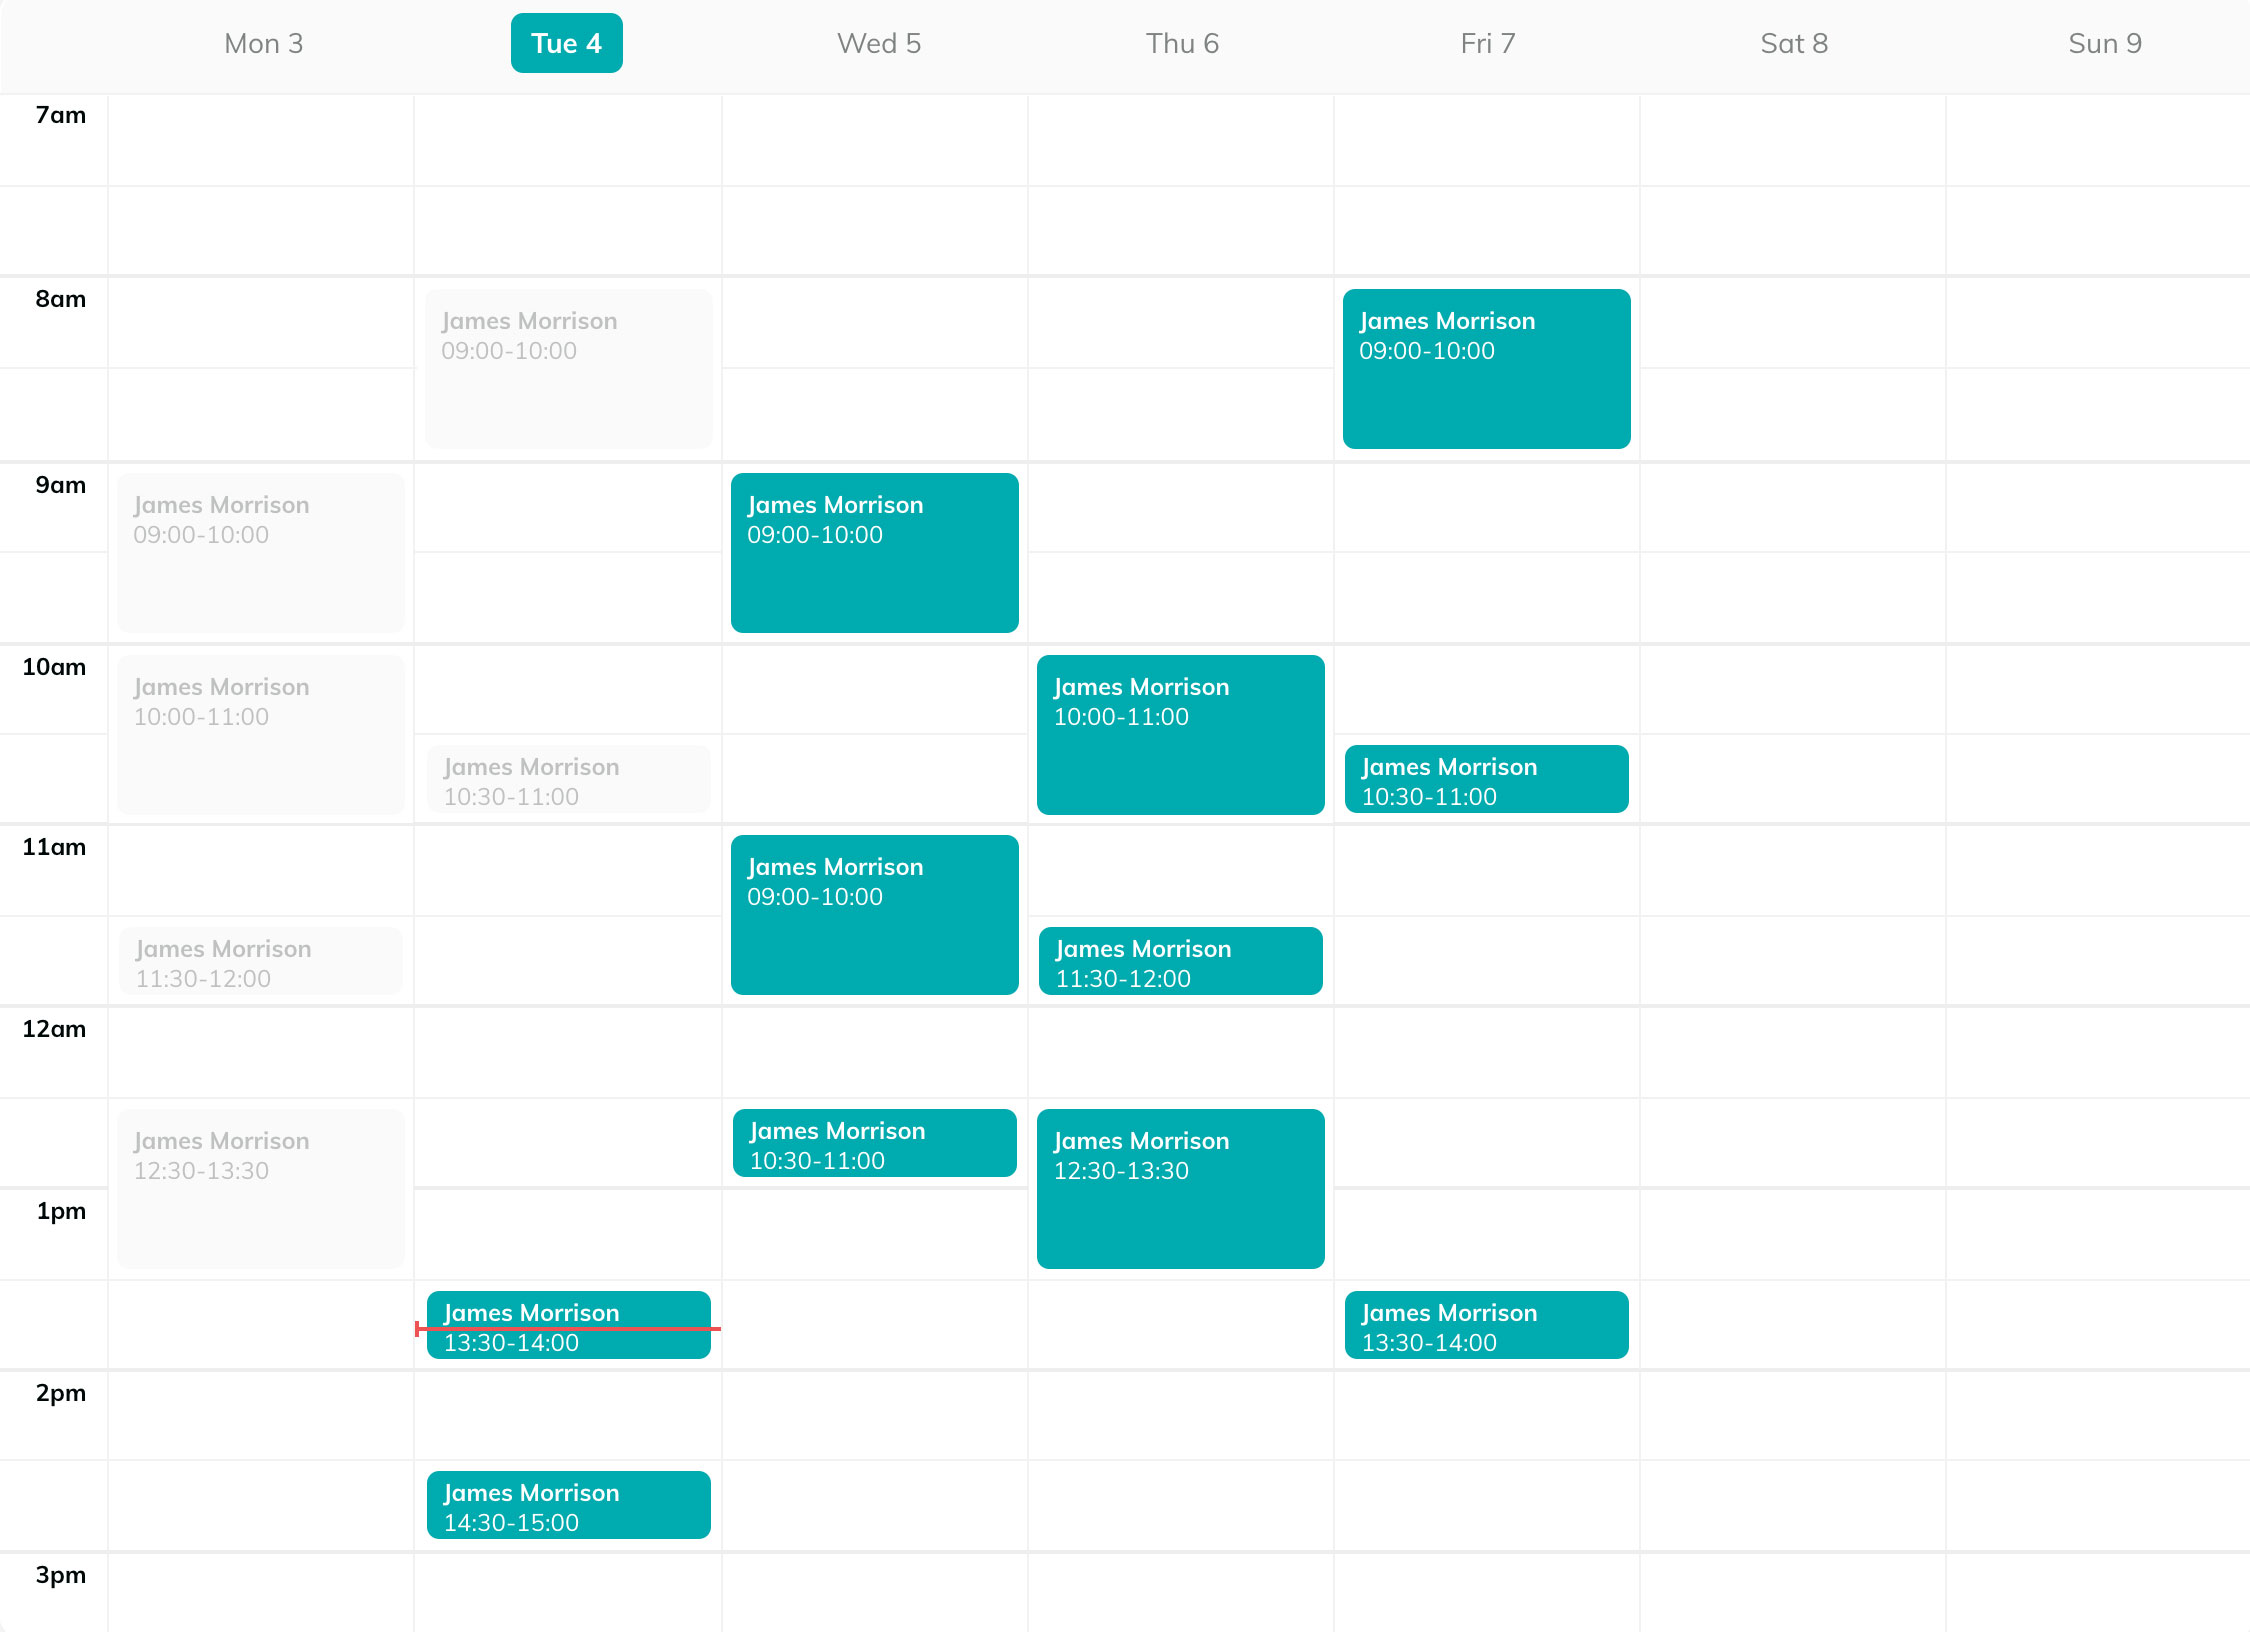 Mon 3
Tue 4
Wed 5
Thu 6
Fri 7
Sat 8
Sun 9
7am
8am
James Morrison
09:00-10:00
James Morrison
09:00-10:00
9am
James Morrison
09:00-10:00
James Morrison
09:00-10:00
10am
James Morrison
10:00-11:00
James Morrison
10:00-11:00
James Morrison
10:30-11:00
James Morrison
10:30-11:00
11am
James Morrison
09:00-10:00
James Morrison
11:30-12:00
James Morrison
11:30-12:00
12am
James Morrison
12:30-13:30
James Morrison
10:30-11:00
James Morrison
12:30-13:30
1pm
James Morrison
13:30-14:00
James Morrison
13:30-14:00
2pm
James Morrison
14:30-15:00
3pm